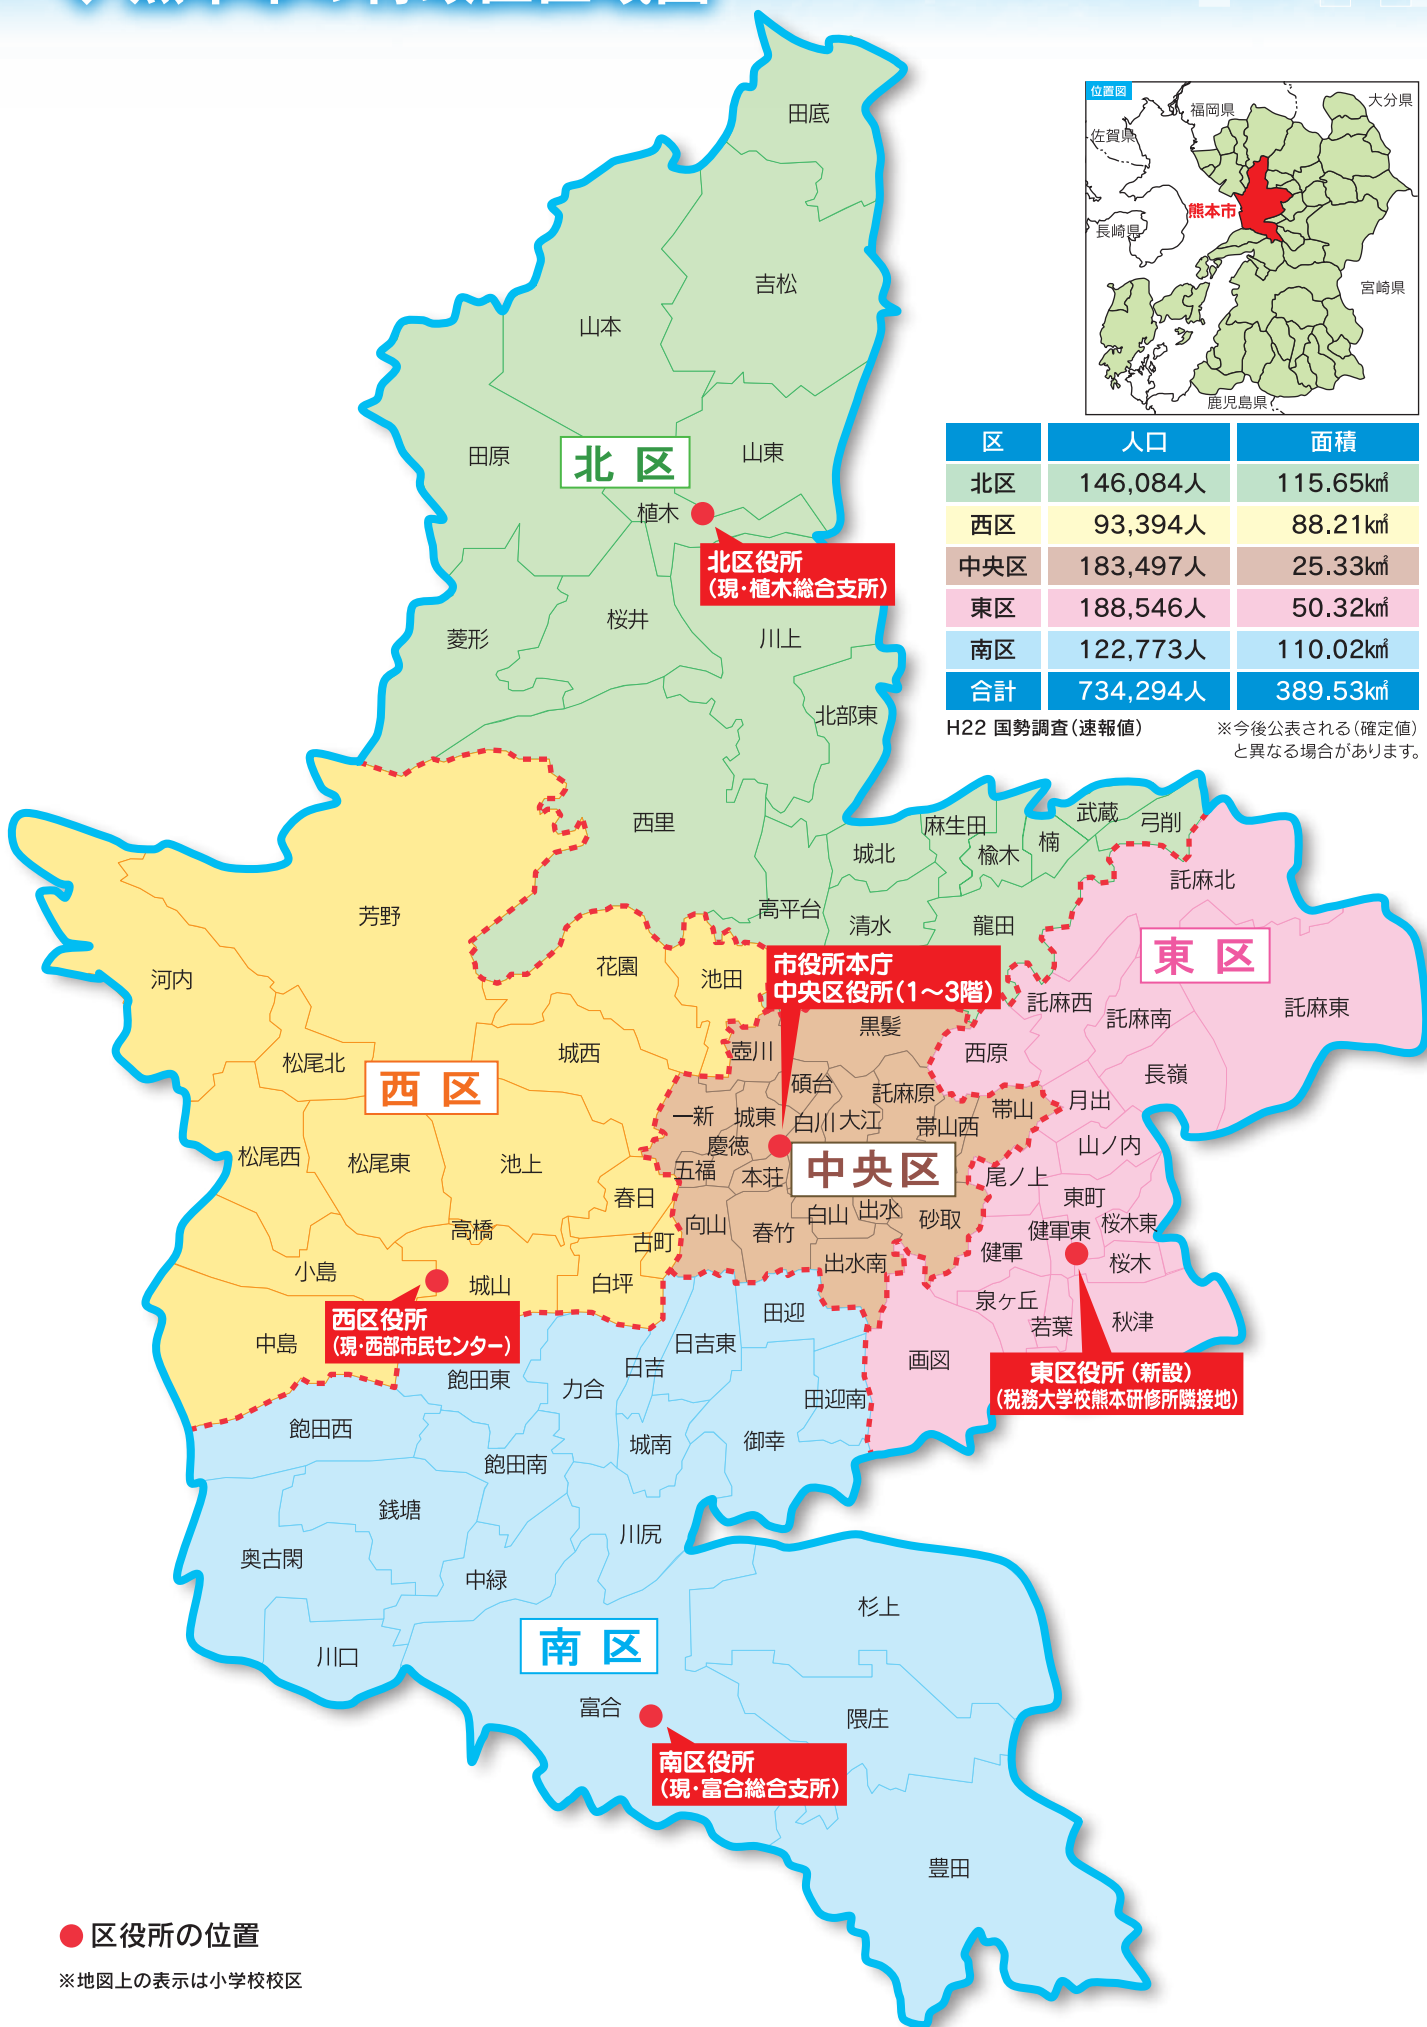 位置図
福岡県
大分県
佐賀県
熊本市
長崎県
宮崎県
鹿児島県
区 人口 面積
北区 146,084人 115.65k㎡
西区 93,394人 88.21k㎡
中央区 183,497人 25.33k㎡
東区 188,546人 50.32k㎡
南区 122,773人 110.02k㎡
合計 734,294人 389.53k㎡
H22 国勢調査(速報値)
※今後公表される(確定値)
と異なる場合があります。
田底
吉松
山本
田原
北区
山東
植木
北区役所
(現・植木総合支所)
菱形
桜井
川上
北部東
西里
麻生田
武蔵
弓削
楠
城北
楡木
高平台
清水
龍田
託麻北
東区
託麻西
託麻南
託麻東
西原
長嶺
月出
山ノ内
尾ノ上
東町
健軍東
桜木東
健軍
桜木
泉ヶ丘
若葉
秋津
画図
東区役所(新設)
(税務大学校熊本研修所隣接地)
芳野
河内
花園
池田
松尾北
城西
西区
松尾西
松尾東
池上
春日
高橋
古町
小島
城山
白坪
中島
西区役所
(現・西部市民センター)
市役所本庁
中央区役所(1〜3階)
黒髪
壺川
碩台
託麻原
一新
城東
白川
大江
帯山西
帯山
慶徳
五福
本荘
中央区
向山
春竹
白山
出水
砂取
出水南
田迎
日吉東
日吉
飽田東
力合
田迎南
飽田西
城南
御幸
飽田南
銭塘
川尻
奥古閑
中緑
杉上
南区
川口
富合
隈庄
南区役所
(現・富合総合支所)
豊田
区役所の位置
※地図上の表示は小学校校区